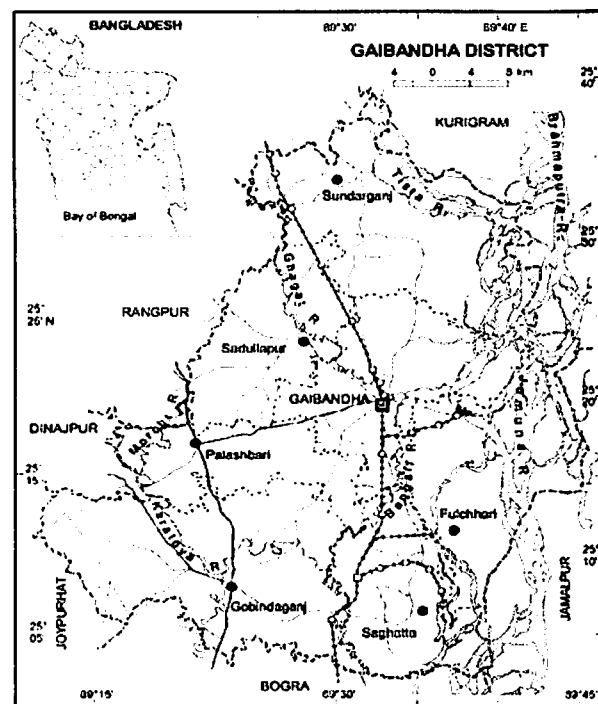 BANGLADESH
89°30'
89°40' E
GAIBANDHA DISTRICT
4 0 4 8 km
25°
40'
KURIGRAM
Brahmaputra R.
Tista R.
Sundarganj
Bay of Bengal
25°
30'
Ghagat R.
25°
25' N
RANGPUR
Sadullapur
GAIBANDHA
25°
20'
Jamuna R.
DINAJPUR
Palashbari
25°
15'
Karatoya R.
Fulchhari
25°
10'
Gobindaganj
Saghatta
JOYPURHAT
25°
05'
JAMALPUR
BOGRA
89°15'
89°30'
89°45'